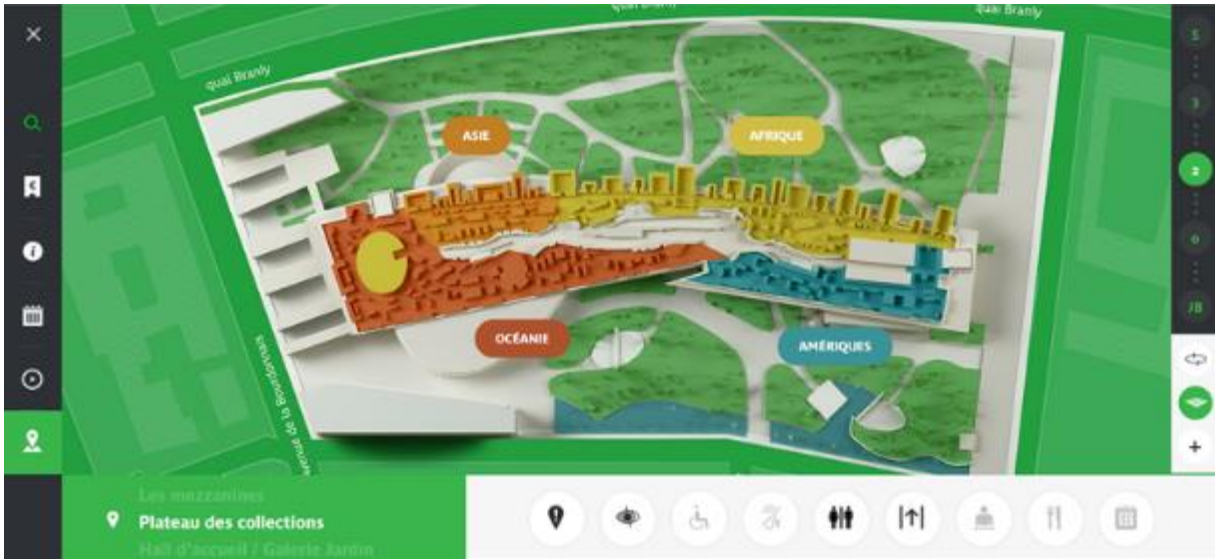 quai Branly
quai Branly
quai Branly
ASIE
AFRIQUE
OCÉANIE
AMÉRIQUES
avenue de la Bourdonnais
S
3
2
0
JB
Les mezzanines
Plateau des collections
Hall d'accueil / Galerie Jardin